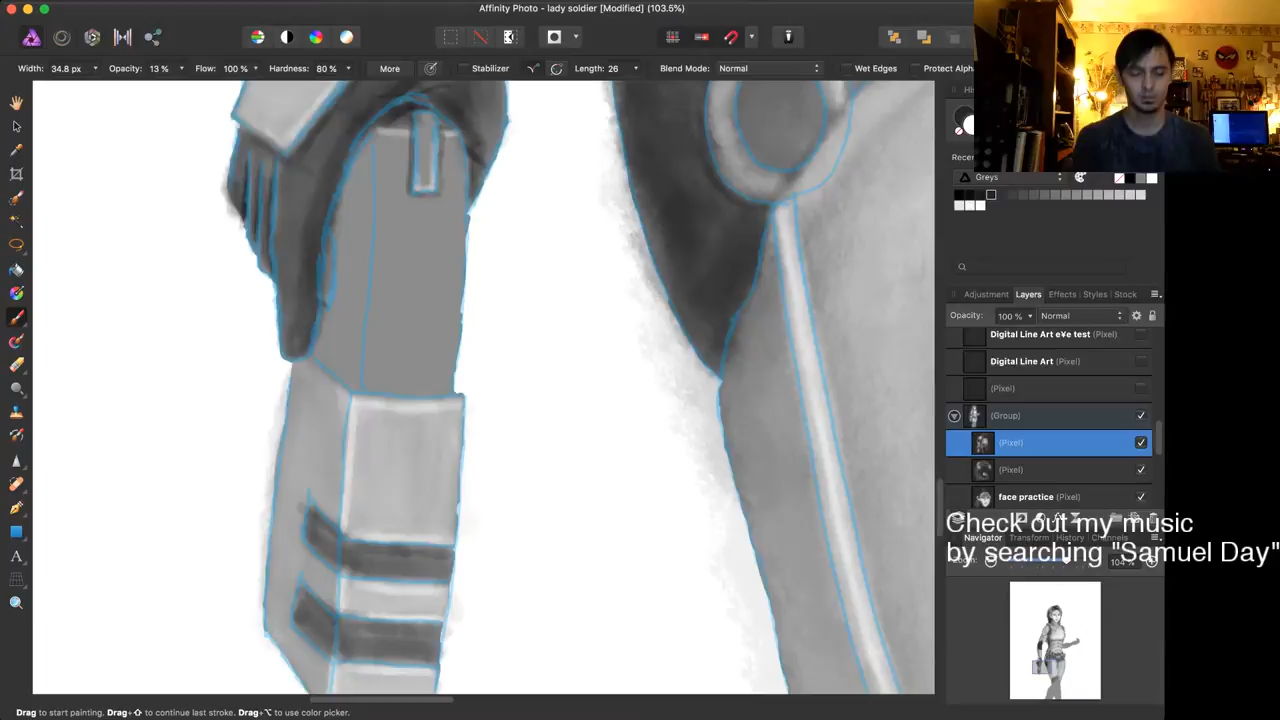 Affinity Photo - lady soldier [Modified] (103.5%)
Width: 34.8 px Opacity: 13 % Flow: 100 % Hardness: 80 % More Stabilizer Length: 26 Blend Mode: Normal Wet Edges Protect Alpha
Greys
Adjustment Layers Effects Styles Stock
Opacity: 100 % Normal
Digital Line Art e¥e test (Pixel)
Digital Line Art (Pixel)
(Pixel)
(Group)
(Pixel)
(Pixel)
face practice (Pixel)
Check out my music
Navigator Transform History Channels
by searching "Samuel Day"
104 %
Drag to start painting. Drag+⇧ to continue last stroke. Drag+⌥ to use color picker.